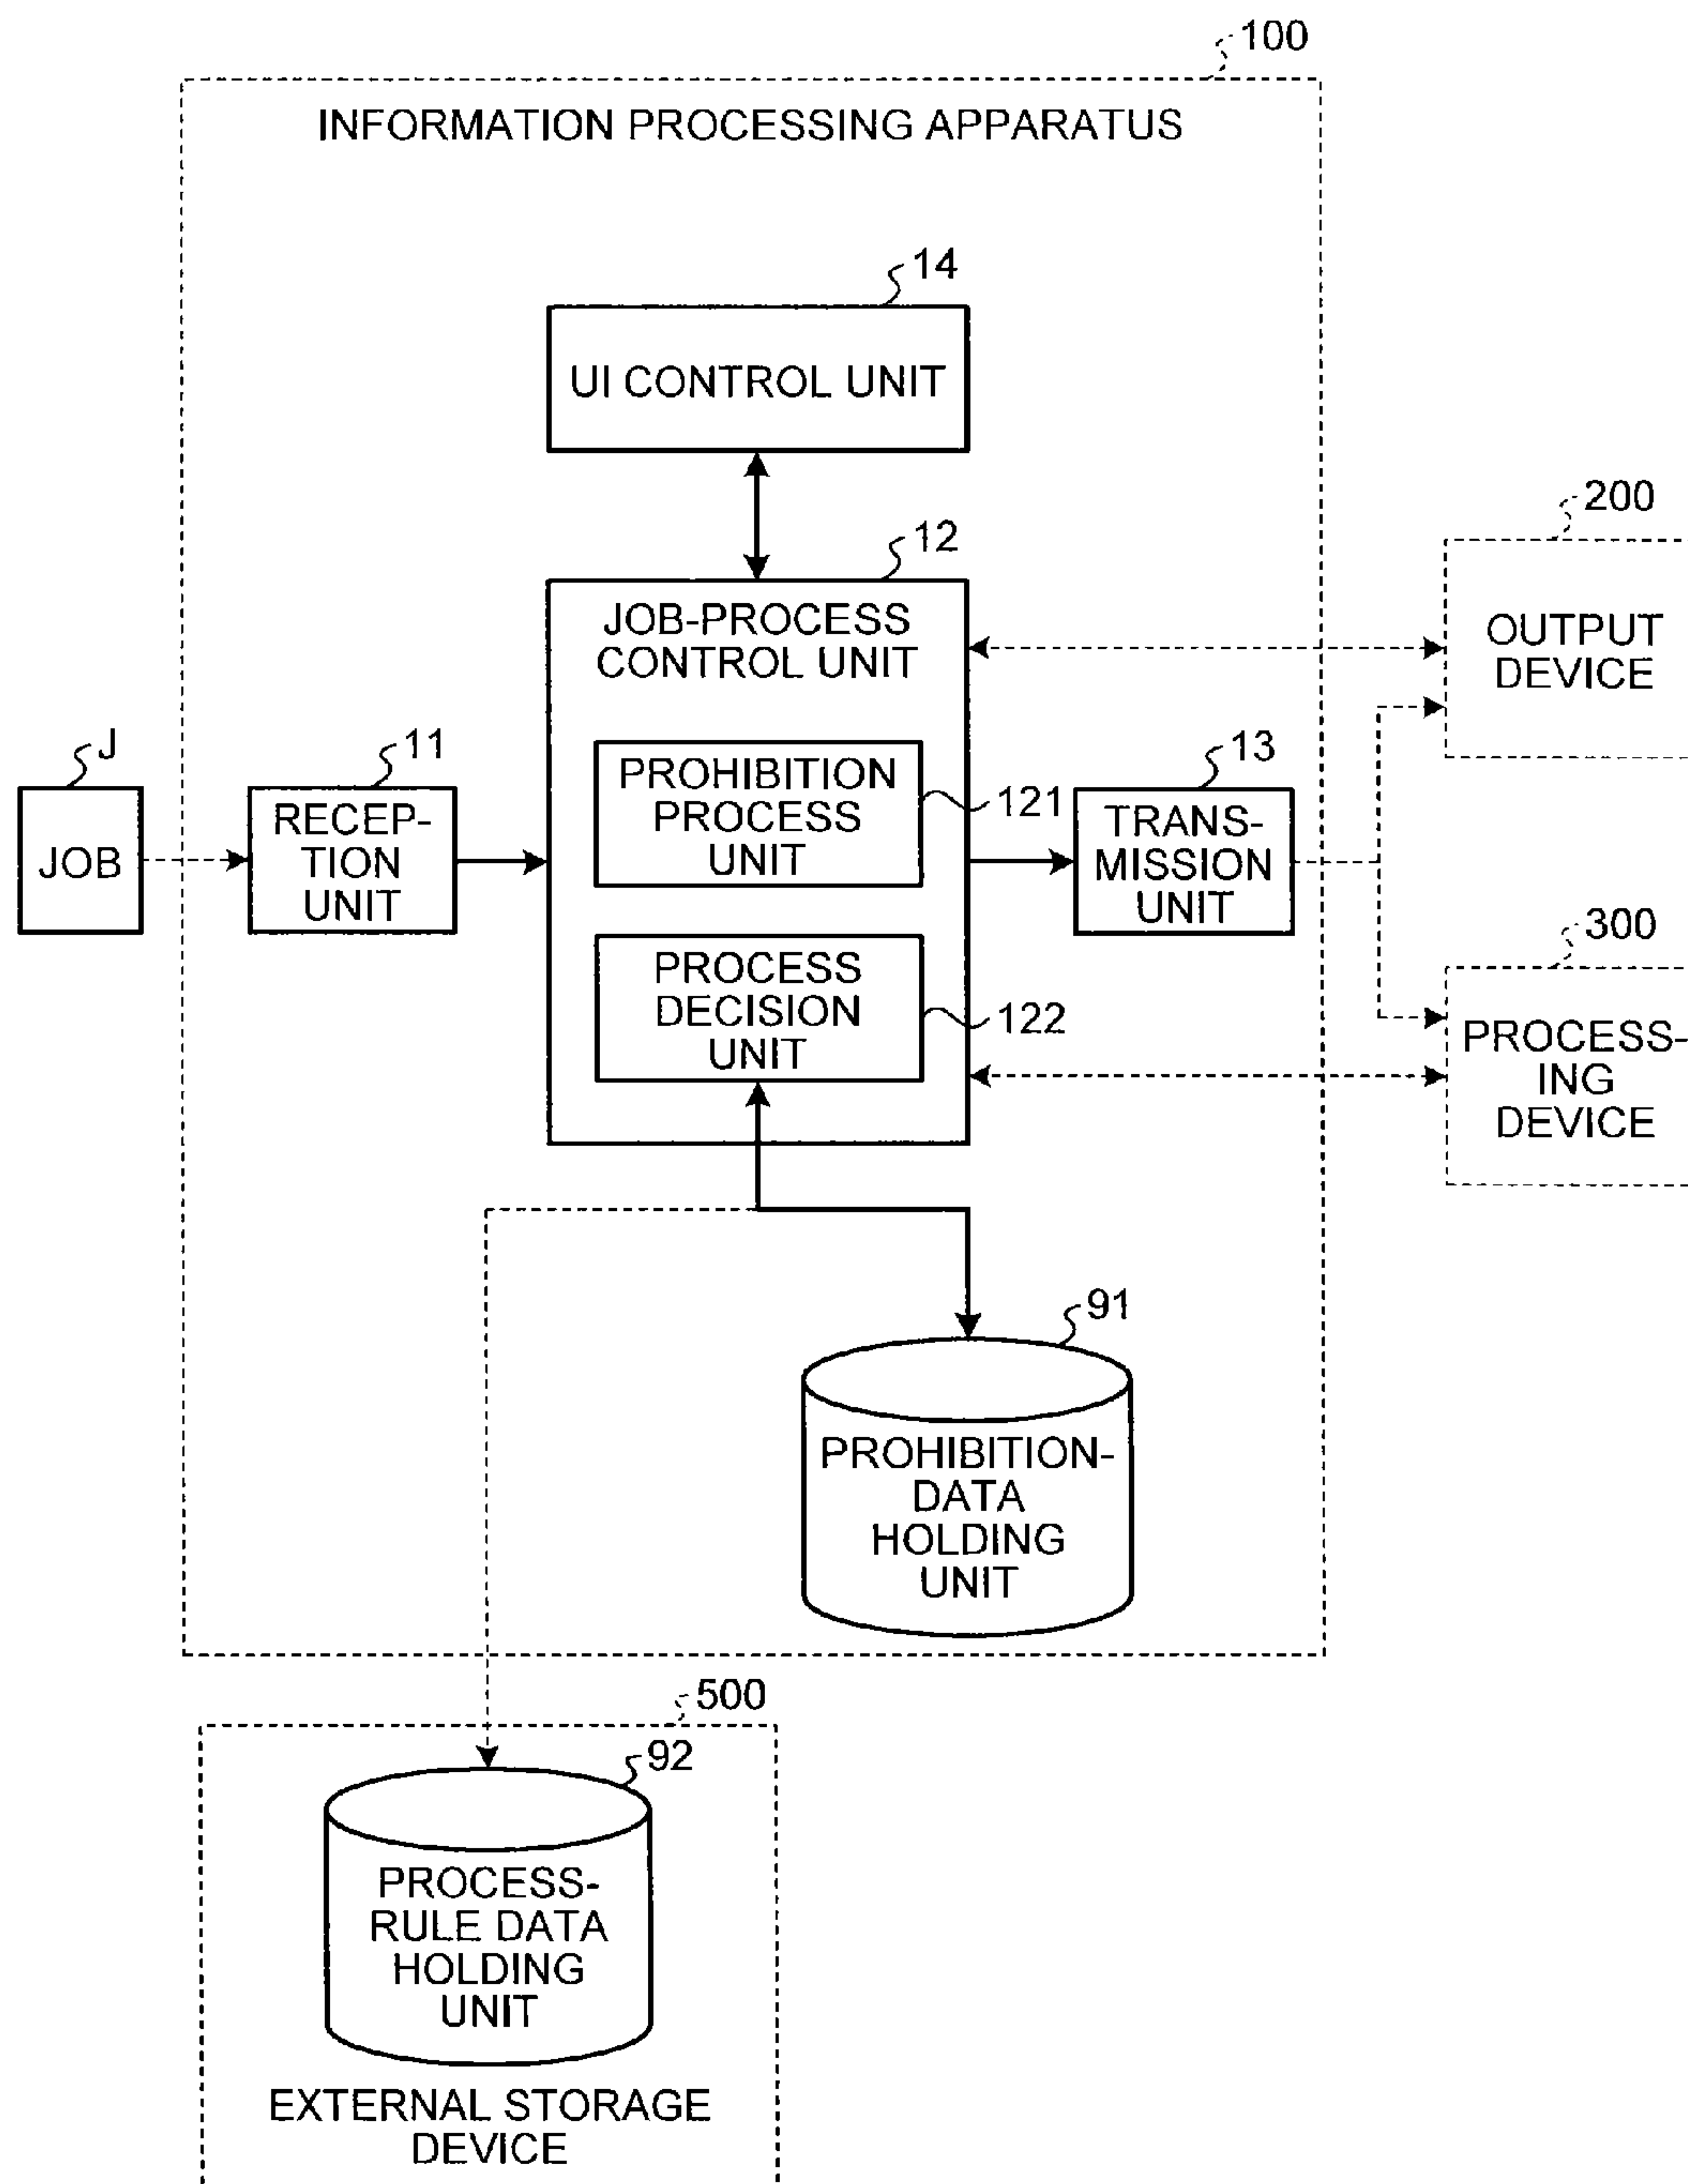 100
INFORMATION PROCESSING APPARATUS
14
UI CONTROL UNIT
12
JOB-PROCESS
CONTROL UNIT
200
OUTPUT
DEVICE
J
JOB
11
RECEP-
TION
UNIT
PROHIBITION
PROCESS
UNIT
121
13
TRANS-
MISSION
UNIT
PROCESS
DECISION
UNIT
122
300
PROCESS-
ING
DEVICE
91
PROHIBITION-
DATA
HOLDING
UNIT
500
92
PROCESS-
RULE DATA
HOLDING
UNIT
EXTERNAL STORAGE
DEVICE